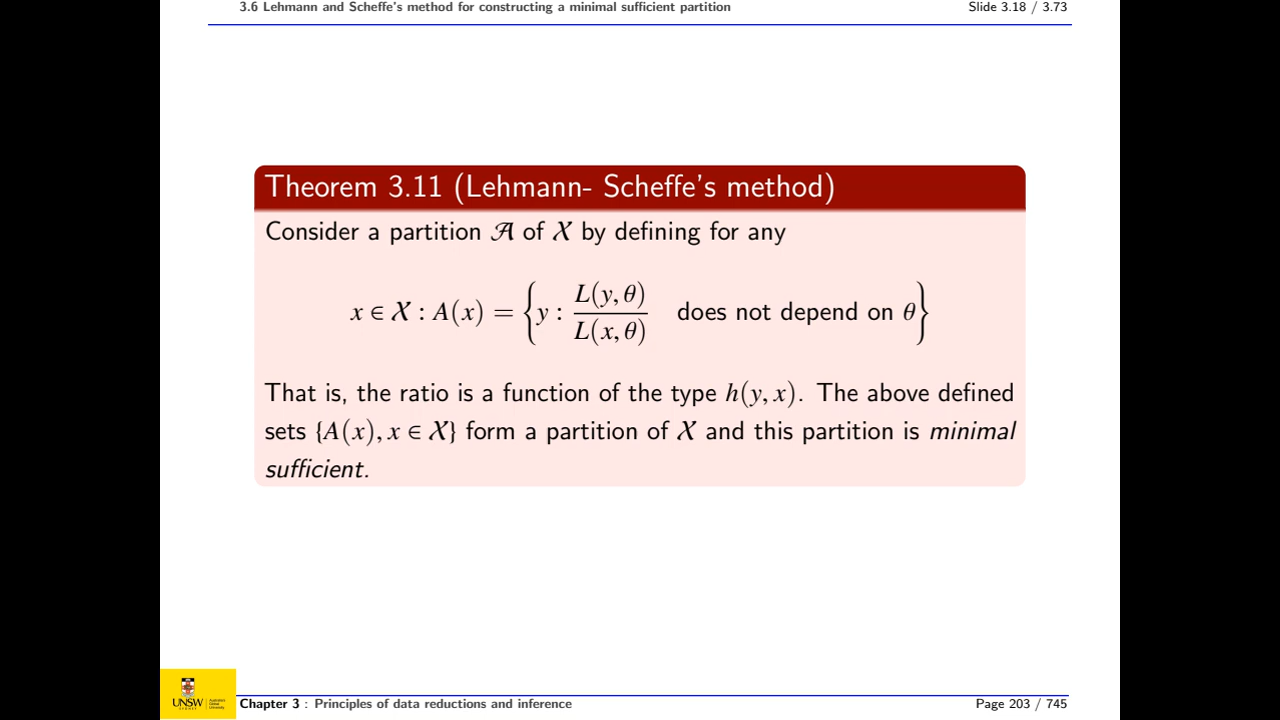 3.6 Lehmann and Scheffe's method for constructing a minimal sufficient partition Slide 3.18 / 3.73
Theorem 3.11 (Lehmann- Scheffe's method)
Consider a partition 𝒜 of 𝒳 by defining for any
x ∈ 𝒳 : A(x) = { y : L(y, θ) / L(x, θ) does not depend on θ }
That is, the ratio is a function of the type h(y, x). The above defined
sets {A(x), x ∈ 𝒳} form a partition of 𝒳 and this partition is minimal
sufficient.
UNSW
Chapter 3 : Principles of data reductions and inference Page 203 / 745